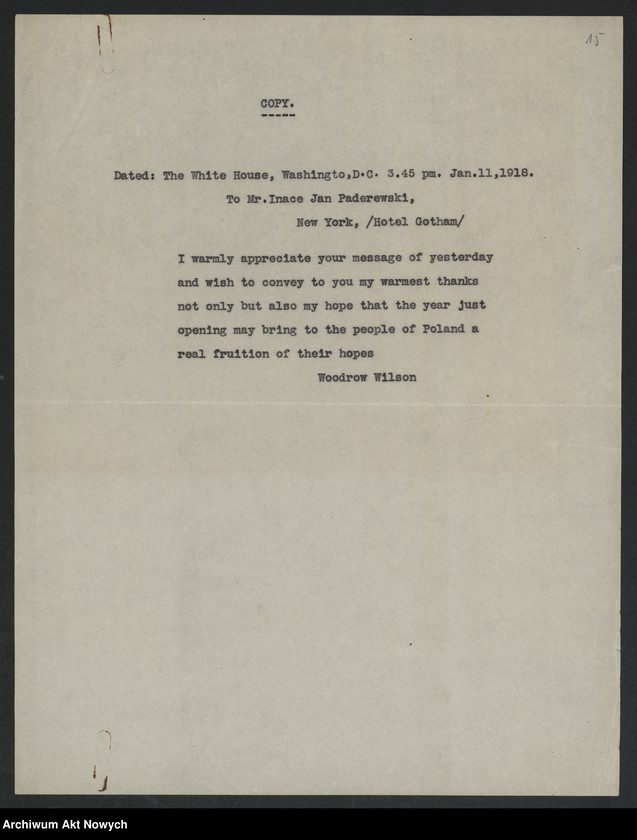 15
COPY.
Dated: The White House, Washingto,D.C. 3.45 pm. Jan.11,1918.
To Mr.Inace Jan Paderewski,
New York, /Hotel Gotham/
I warmly appreciate your message of yesterday
and wish to convey to you my warmest thanks
not only but also my hope that the year just
opening may bring to the people of Poland a
real fruition of their hopes
Woodrow Wilson
Archiwum Akt Nowych